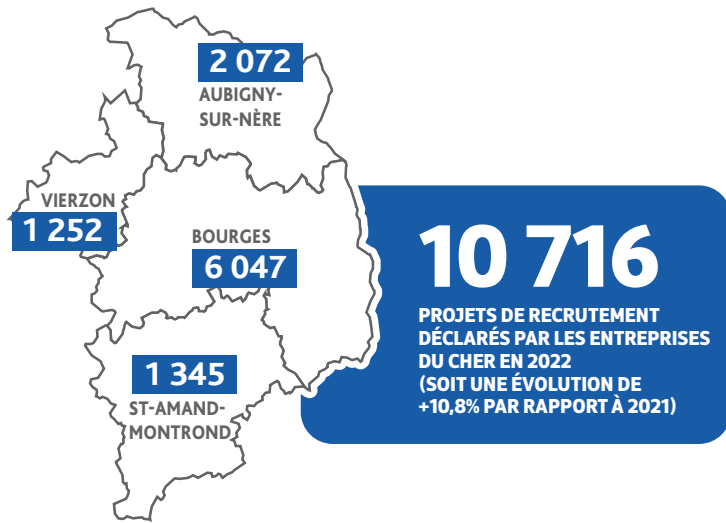 2 072
AUBIGNY-
SUR-NÈRE
VIERZON
1 252
BOURGES
6 047
1 345
ST-AMAND-
MONTROND
10 716
PROJETS DE RECRUTEMENT
DÉCLARÉS PAR LES ENTREPRISES
DU CHER EN 2022
(SOIT UNE ÉVOLUTION DE
+10,8% PAR RAPPORT À 2021)